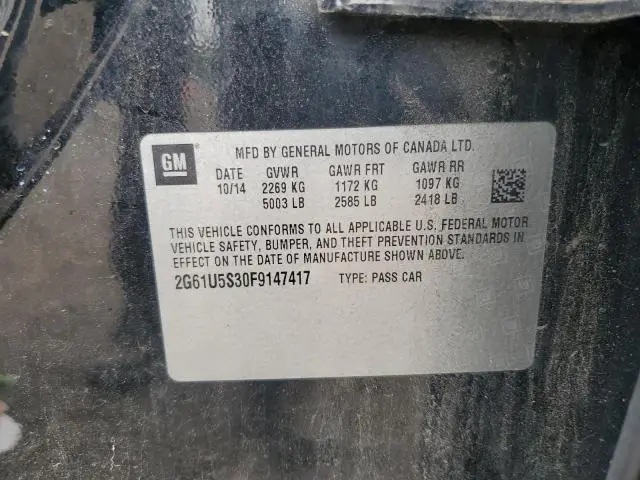 GM
MFD BY GENERAL MOTORS OF CANADA LTD.
DATE GVWR GAWR FRT GAWR RR
10/14 2269 KG 1172 KG 1097 KG
5003 LB 2585 LB 2418 LB
THIS VEHICLE CONFORMS TO ALL APPLICABLE U.S. FEDERAL MOTOR
VEHICLE SAFETY, BUMPER, AND THEFT PREVENTION STANDARDS IN
EFFECT ON THE DATE OF MANUFACTURE SHOWN ABOVE.
2G61U5S30F9147417 TYPE: PASS CAR